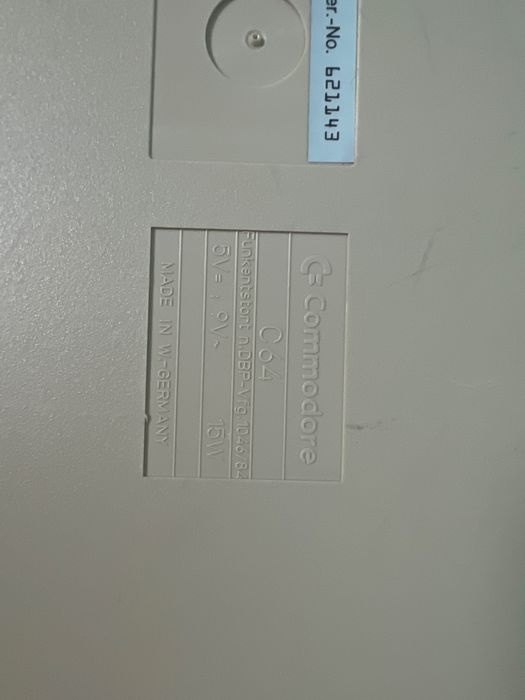 er.-No. 621143
Commodore
C64
Funkentstört n.DBP-Vfg.1046/84
5V= , 9V~ 15W
MADE IN W.-GERMANY